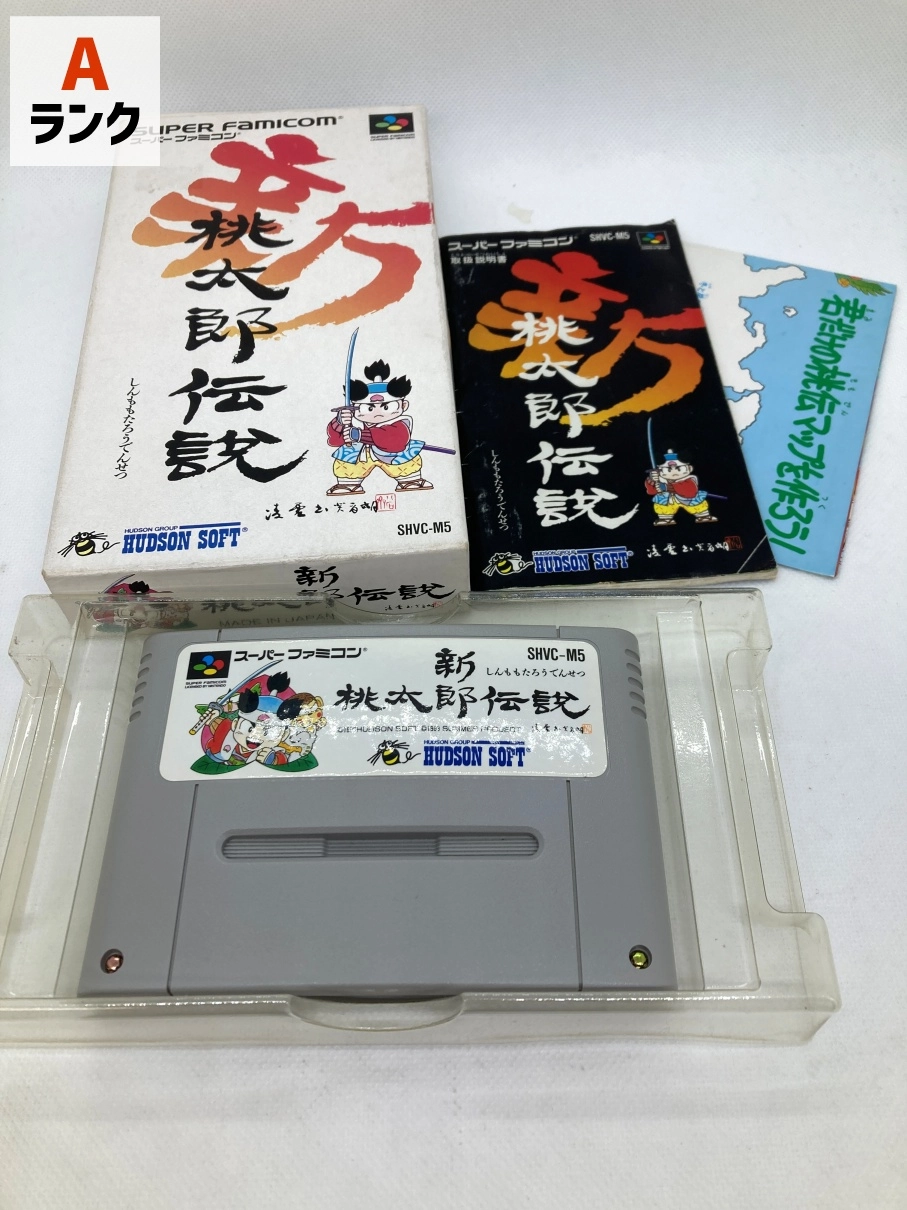 A
ランク
SUPER FAMICOM
スーパーファミコン
新
桃太郎伝説
しんももたろうでんせつ
HUDSON GROUP
HUDSON SOFT
SHVC-M5
新
スーパーファミコン
SHVC-M5
取扱説明書
新
桃太郎伝説
しんももたろうでんせつ
HUDSON GROUP
HUDSON SOFT
君だけの桃伝マップを作ろう!
MADE IN JAPAN
スーパーファミコン
SHVC-M5
SUPER FAMICOM
LICENSED BY NINTENDO
新
しんももたろうでんせつ
桃太郎伝説
HUDSON GROUP
HUDSON SOFT